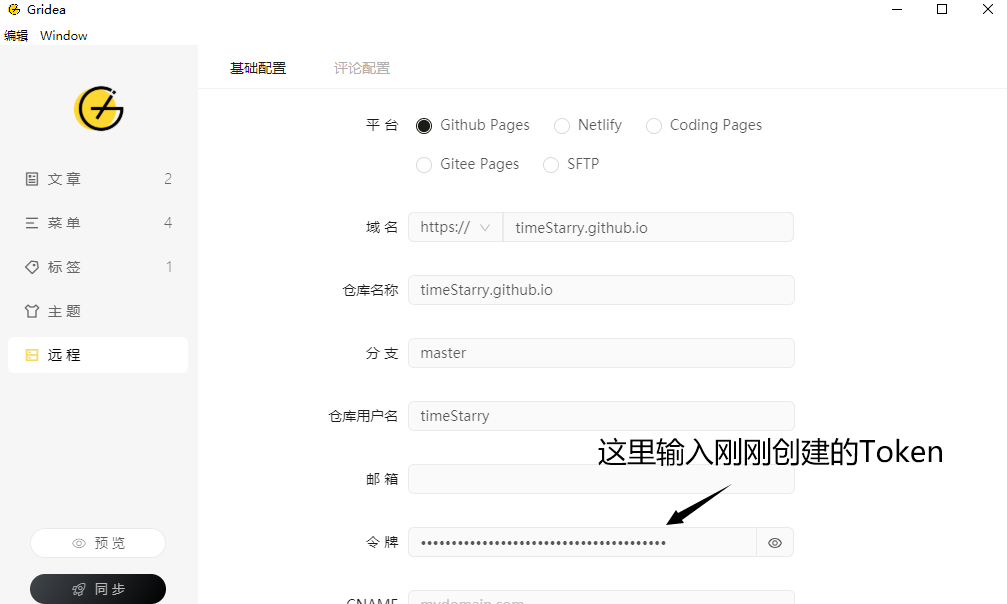 Gridea
编辑 Window
基础配置 评论配置
平台 Github Pages Netlify Coding Pages
Gitee Pages SFTP
文章 2
菜单 4
标签 1
主题
远程
域名 https:// timeStarry.github.io
仓库名称 timeStarry.github.io
分支 master
仓库用户名 timeStarry
这里输入刚刚创建的Token
邮箱
令牌 ••••••••••••••••••••••••••••••••••••••••
预览
同步
CNAME mydomain.com